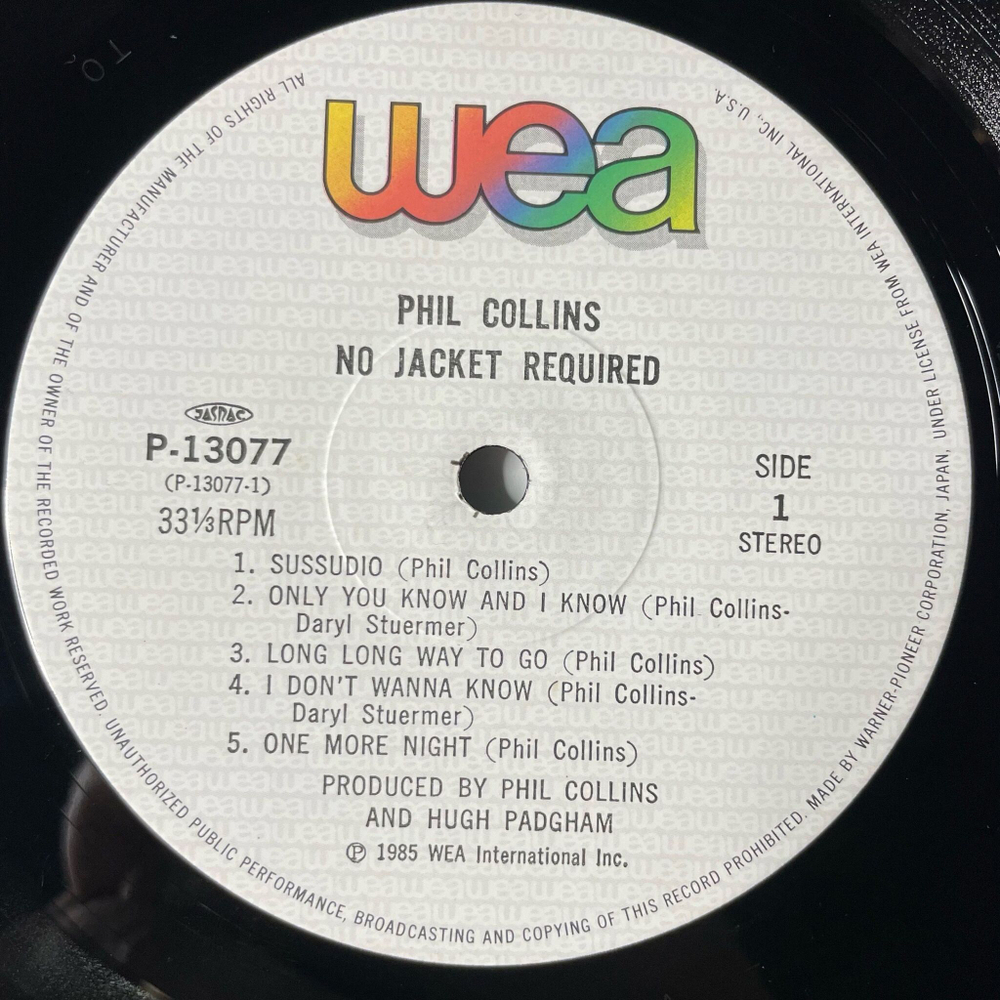 wea
PHIL COLLINS
NO JACKET REQUIRED
JASRAC
P-13077
(P-13077-1)
33⅓RPM
SIDE
1
STEREO
1. SUSSUDIO (Phil Collins)
2. ONLY YOU KNOW AND I KNOW (Phil Collins-
Daryl Stuermer)
3. LONG LONG WAY TO GO (Phil Collins)
4. I DON'T WANNA KNOW (Phil Collins-
Daryl Stuermer)
5. ONE MORE NIGHT (Phil Collins)
PRODUCED BY PHIL COLLINS
AND HUGH PADGHAM
Ⓟ 1985 WEA International Inc.
ALL RIGHTS OF THE MANUFACTURER AND OF THE OWNER OF THE RECORDED WORK RESERVED. UNAUTHORIZED PUBLIC PERFORMANCE, BROADCASTING AND COPYING OF THIS RECORD PROHIBITED. MADE BY WARNER-PIONEER CORPORATION, JAPAN, UNDER LICENSE FROM WEA INTERNATIONAL INC., U.S.A.